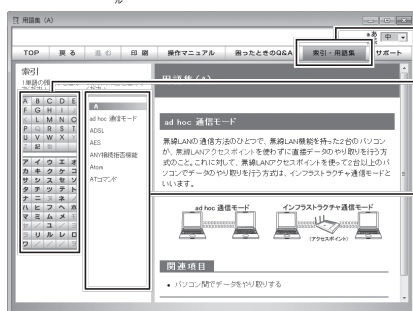 ル
用語集 (A)
あ 中
TOP 戻る 進む 印刷 操作マニュアル 困ったときのQ&A 索引・用語集 サポート
索引
用語集(A)
A B C D E
F G H I J
K L M N O
P Q R S T
U V W X Y
Z 記 数
ア イ ウ エ オ
カ キ ク ケ コ
サ シ ス セ ソ
タ チ ツ テ ト
ナ ニ ヌ ネ ノ
ハ ヒ フ ヘ ホ
マ ミ ム メ モ
ヤ ユ ヨ
ラ リ ル レ ロ
ワ
A
ad hoc 通信モード
ADSL
AES
ANY接続拒否機能
Atom
ATコマンド
ad hoc 通信モード
無線LANの通信方法のひとつで、無線LAN機能を持った2台のパソコン
が、無線LANアクセスポイントを使わずに直接データのやり取りを行う方
式のこと。これに対して、無線LANアクセスポイントを使って2台以上のパ
ソコンでデータのやり取りを行う方式は、インフラストラクチャ通信モードと
いいます。
ad hoc 通信モード インフラストラクチャ通信モード
(アクセスポイント)
関連項目
• パソコン間でデータをやり取りする